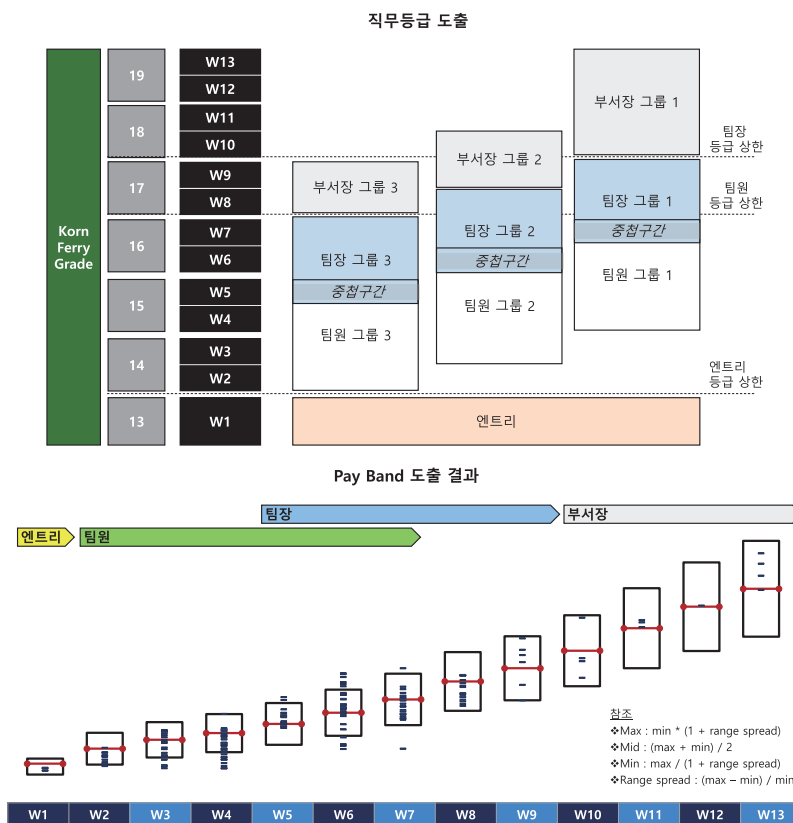 직무등급 도출
Korn
Ferry
Grade
19
18
17
16
15
14
13
W13
W12
W11
W10
W9
W8
W7
W6
W5
W4
W3
W2
W1
부서장 그룹 3
팀장 그룹 3
중첩구간
팀원 그룹 3
부서장 그룹 2
팀장 그룹 2
중첩구간
팀원 그룹 2
부서장 그룹 1
팀장 그룹 1
중첩구간
팀원 그룹 1
엔트리
팀장
등급 상한
팀원
등급 상한
엔트리
등급 상한
Pay Band 도출 결과
팀장
부서장
엔트리
팀원
참조
❖Max : min * (1 + range spread)
❖Mid : (max + min) / 2
❖Min : max / (1 + range spread)
❖Range spread : (max – min) / min
W1 W2 W3 W4 W5 W6 W7 W8 W9 W10 W11 W12 W13